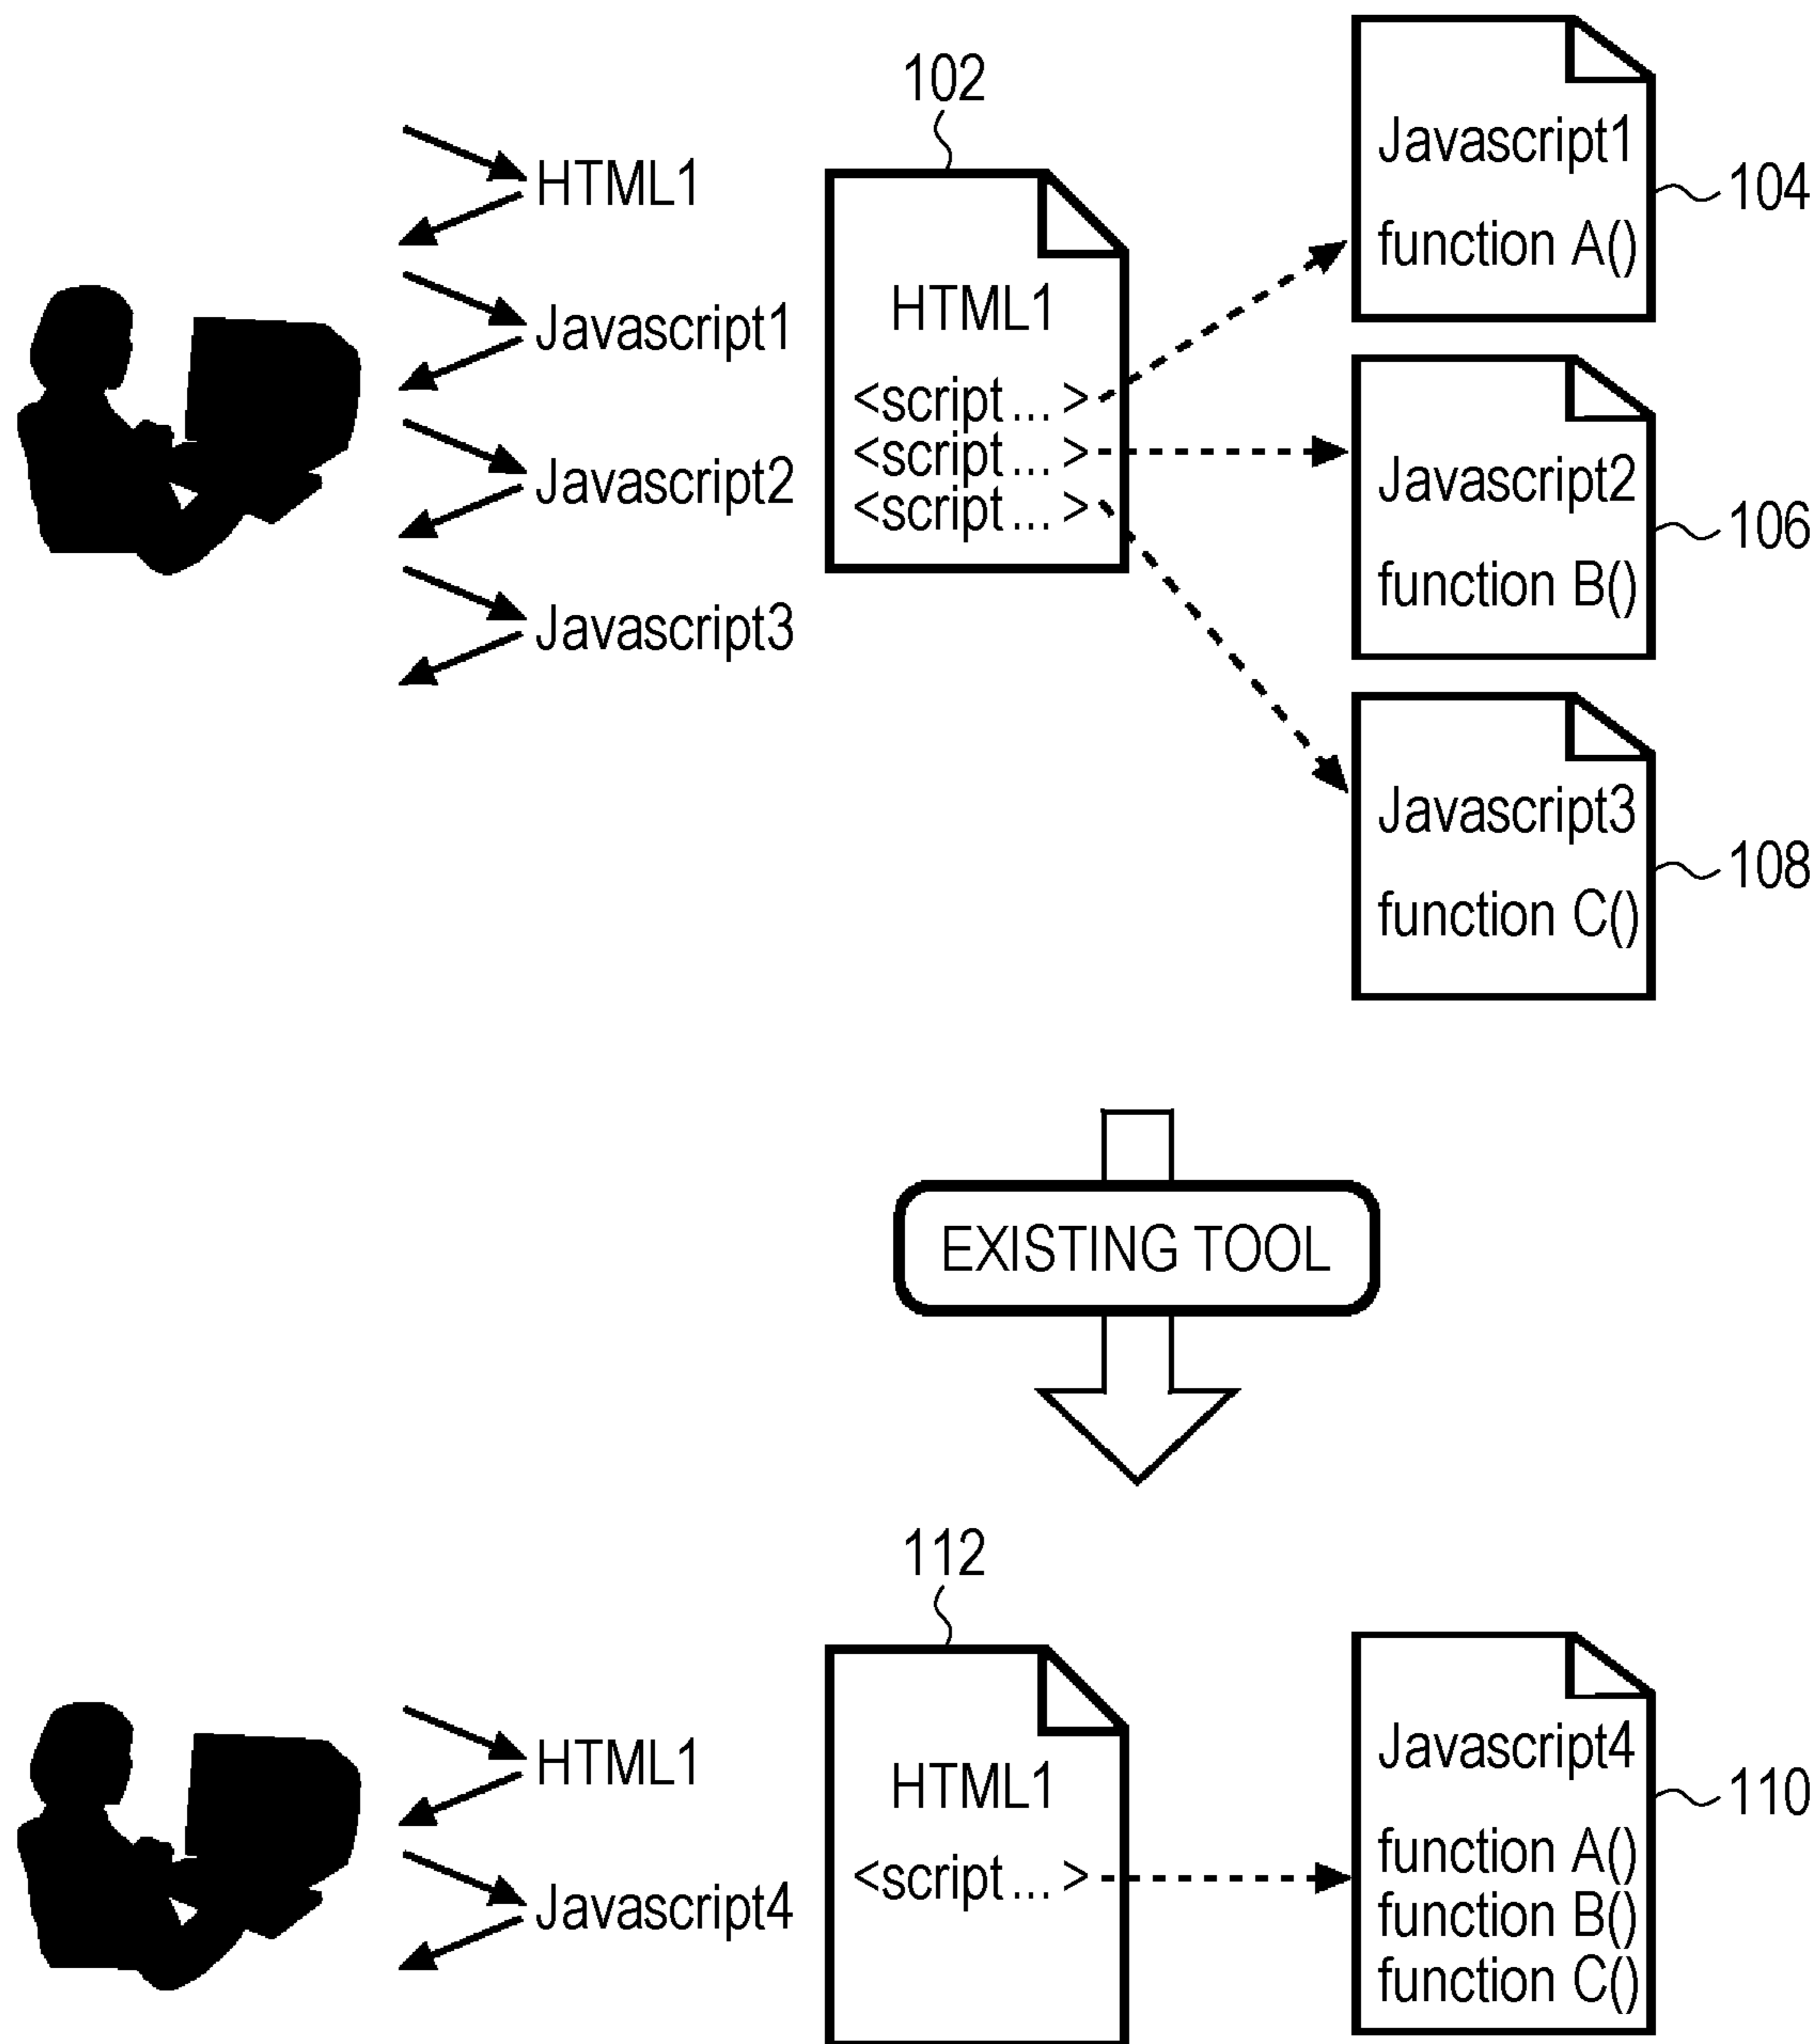 102
HTML1
Javascript1
Javascript2
Javascript3
HTML1
<script ... >
<script ... >
<script ... >
Javascript1
function A()
104
Javascript2
function B()
106
Javascript3
function C()
108
EXISTING TOOL
112
HTML1
Javascript4
HTML1
<script ... >
Javascript4
function A()
function B()
function C()
110